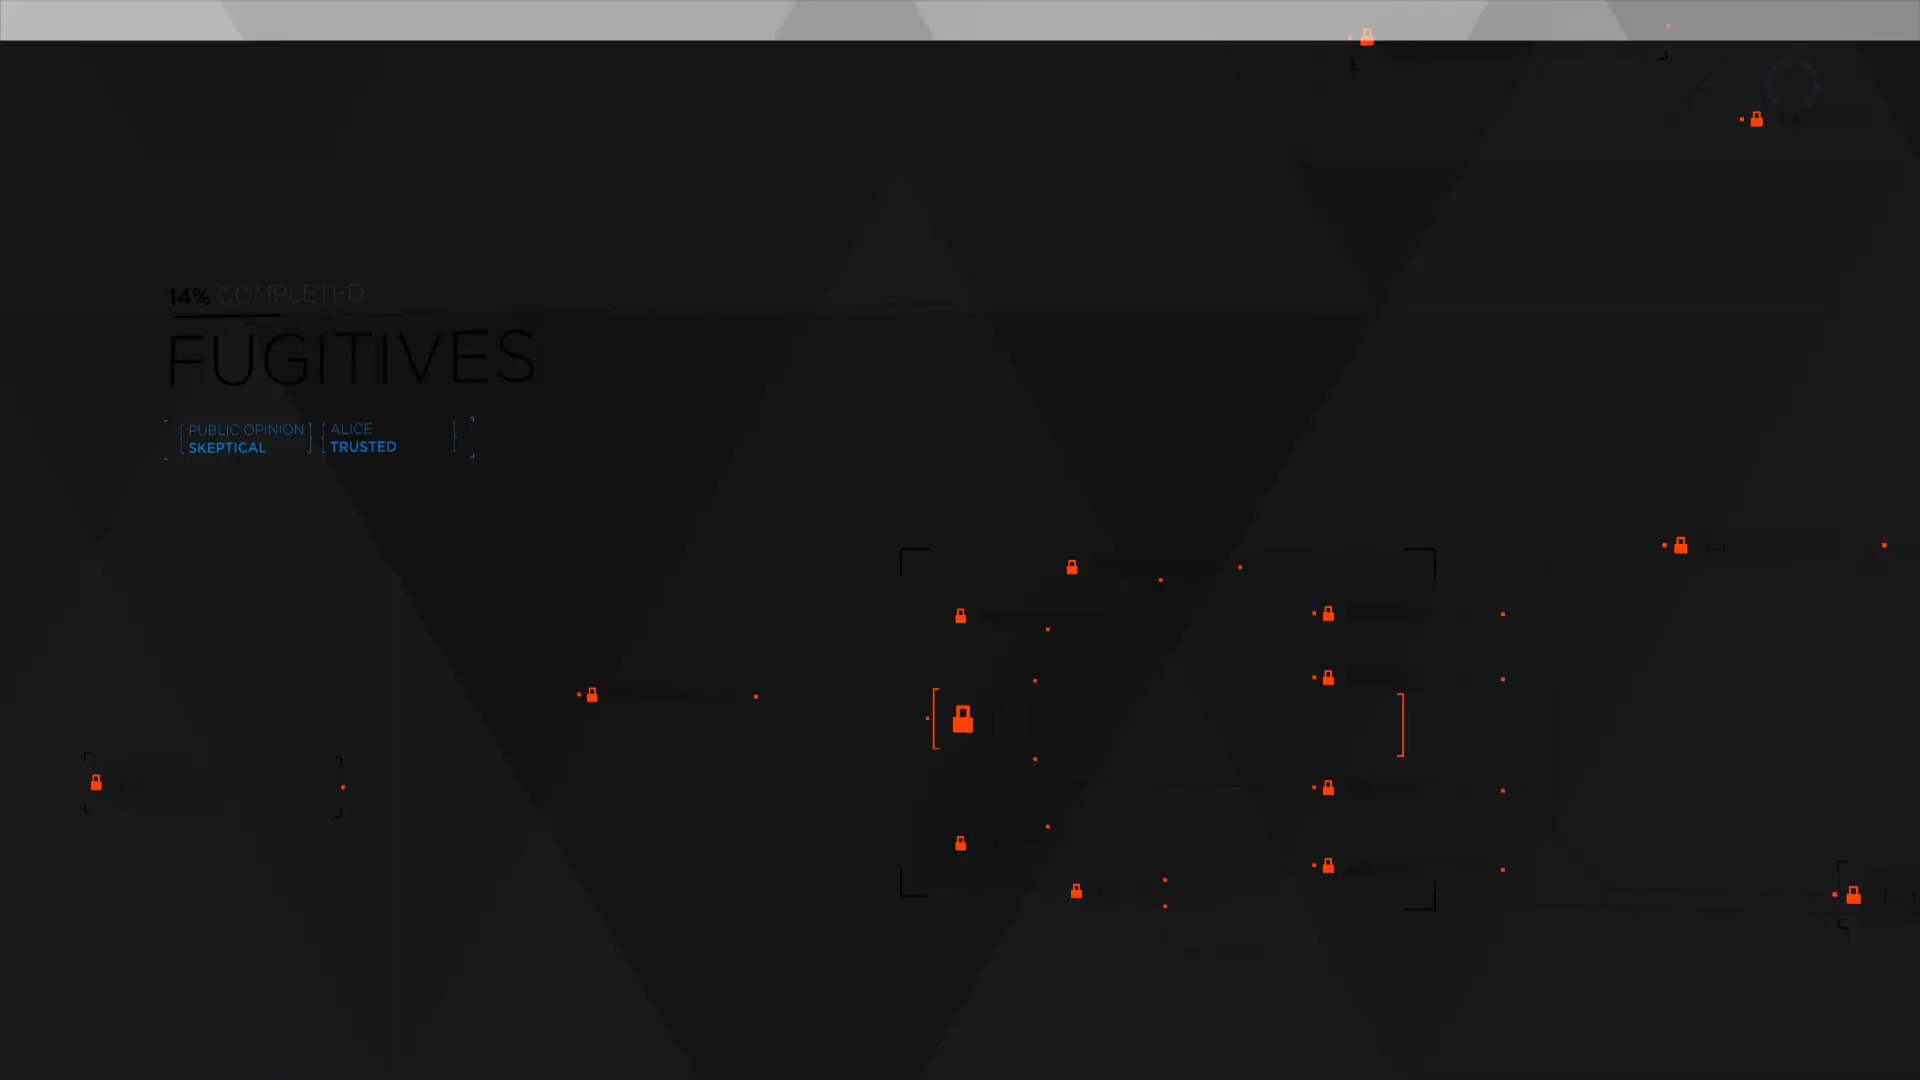 14% COMPLETED
FUGITIVES
PUBLIC OPINION
SKEPTICAL
ALICE
TRUSTED